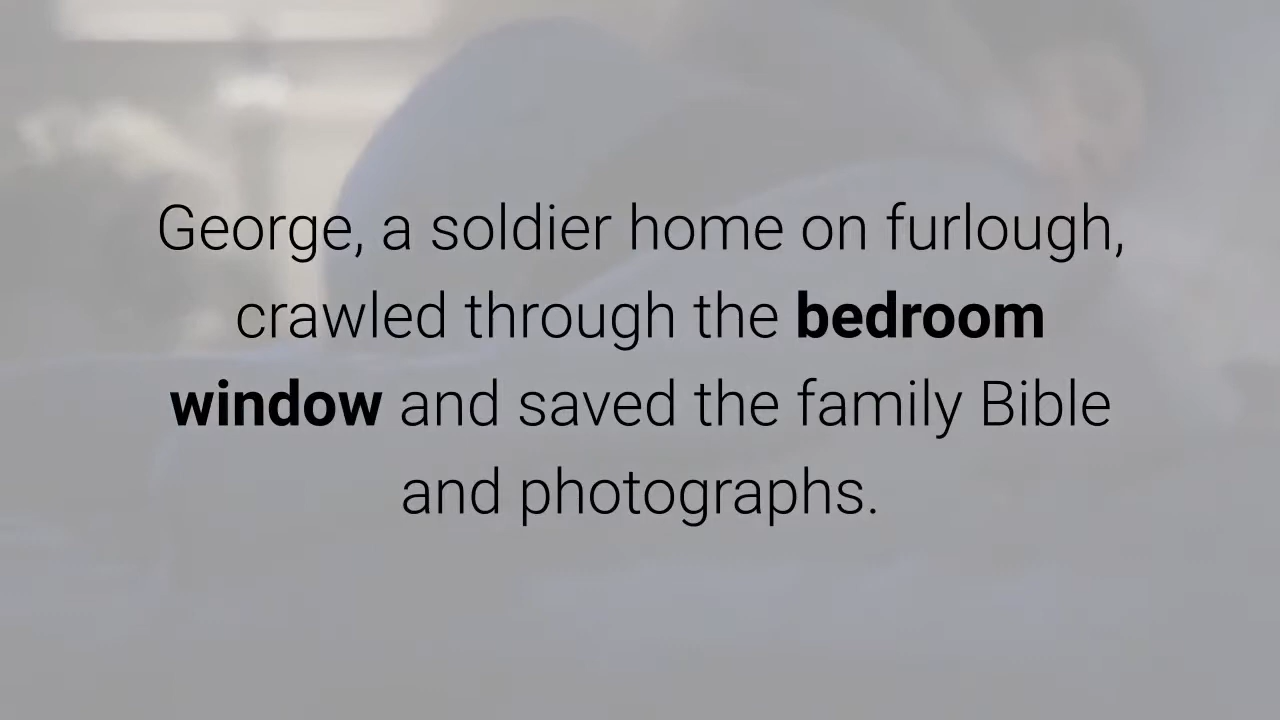 George, a soldier home on furlough,
crawled through the bedroom
window and saved the family Bible
and photographs.